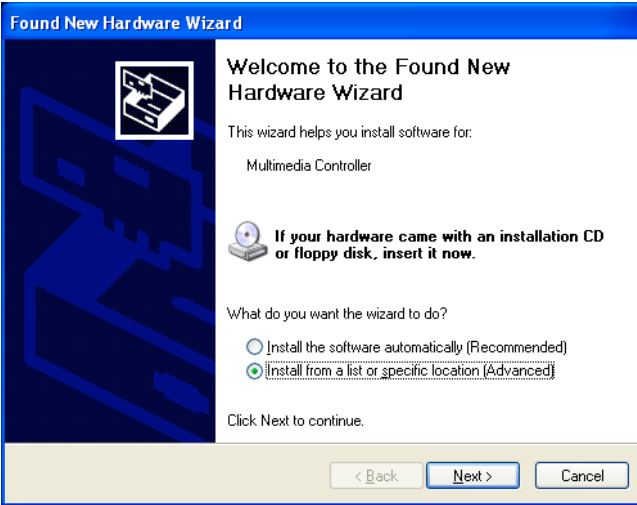 Found New Hardware Wizard
Welcome to the Found New
Hardware Wizard
This wizard helps you install software for:
Multimedia Controller
If your hardware came with an installation CD
or floppy disk, insert it now.
What do you want the wizard to do?
Install the software automatically (Recommended)
Install from a list or specific location (Advanced)
Click Next to continue.
< Back Next > Cancel